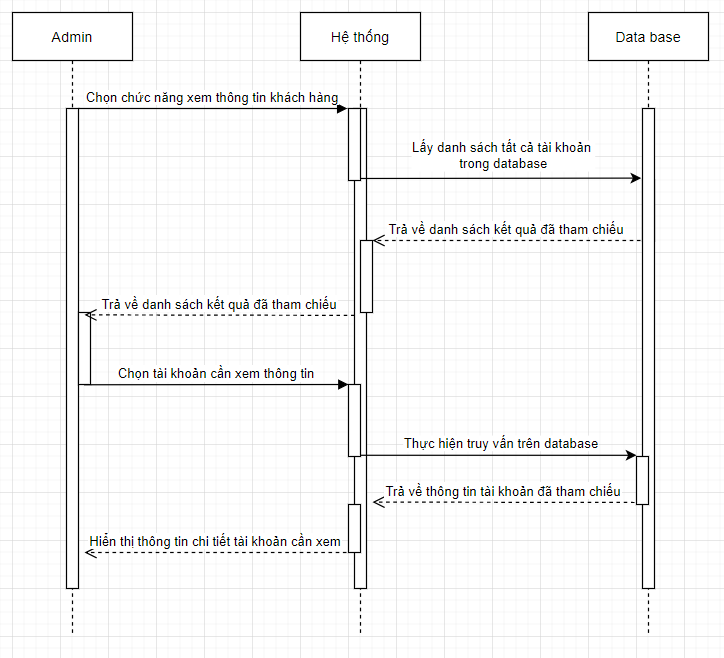 Admin
Hệ thống
Data base
Chọn chức năng xem thông tin khách hàng
Lấy danh sách tất cả tài khoản
trong database
Trả về danh sách kết quả đã tham chiếu
Trả về danh sách kết quả đã tham chiếu
Chọn tài khoản cần xem thông tin
Thực hiện truy vấn trên database
Trả về thông tin tài khoản đã tham chiếu
Hiển thị thông tin chi tiết tài khoản cần xem